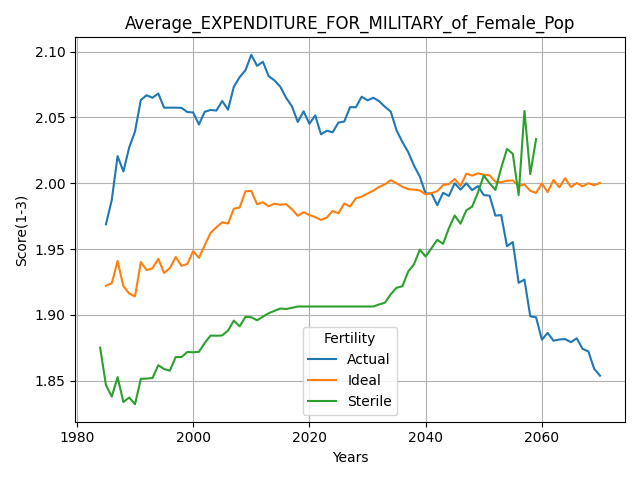 Average_EXPENDITURE_FOR_MILITARY_of_Female_Pop
Score(1-3)
2.10
2.05
2.00
1.95
1.90
1.85
Fertility
Actual
Ideal
Sterile
1980 2000 2020 2040 2060
Years